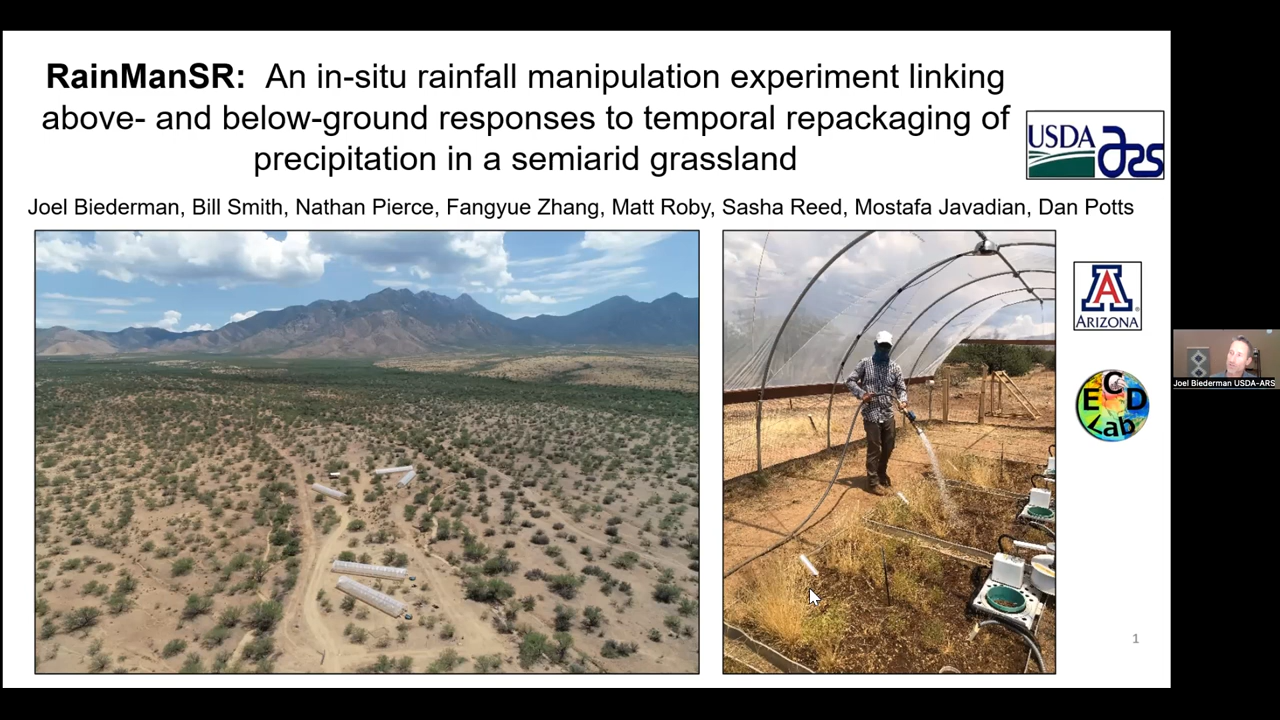 RainManSR: An in-situ rainfall manipulation experiment linking
above- and below-ground responses to temporal repackaging of
precipitation in a semiarid grassland
USDA ars
Joel Biederman, Bill Smith, Nathan Pierce, Fangyue Zhang, Matt Roby, Sasha Reed, Mostafa Javadian, Dan Potts
A
ARIZONA
ECD
Lab
Joel Biederman USDA-ARS
1